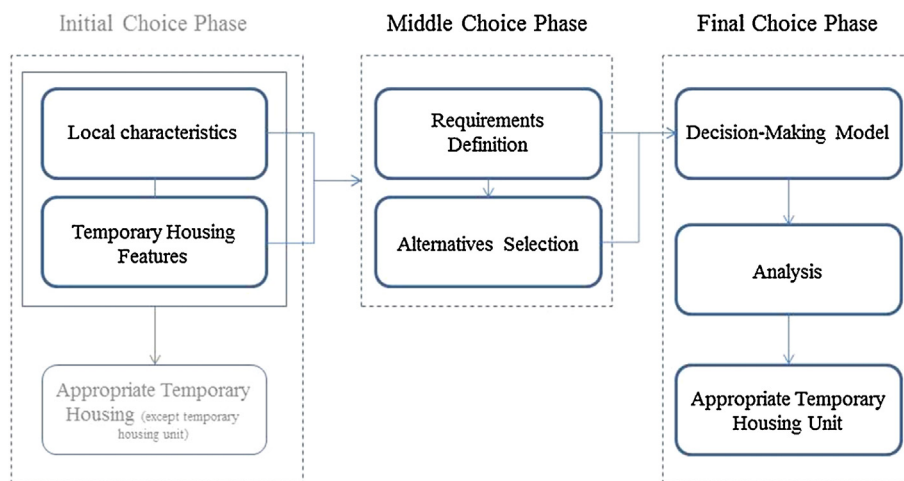 Initial Choice Phase
Local characteristics
Temporary Housing
Features
Appropriate Temporary
Housing (except temporary
housing unit)
Middle Choice Phase
Requirements
Definition
Alternatives Selection
Final Choice Phase
Decision-Making Model
Analysis
Appropriate Temporary
Housing Unit